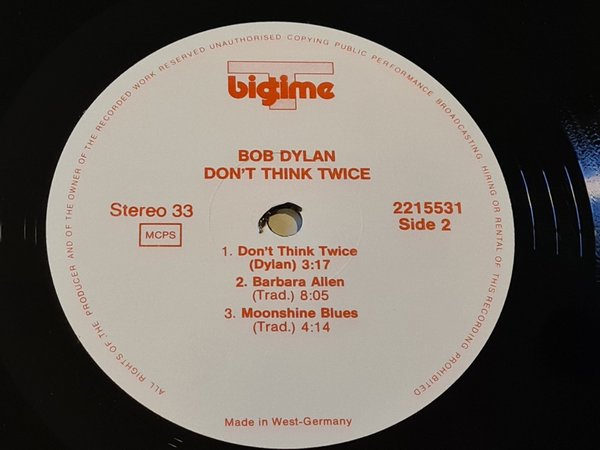 ALL RIGHTS OF THE PRODUCER AND OF THE OWNER OF THE RECORDED WORK RESERVED UNAUTHORISED COPYING PUBLIC PERFORMANCE BROADCASTING HIRING OR RENTAL OF THIS RECORDING PROHIBITED
bigtime
BOB DYLAN
DON'T THINK TWICE
Stereo 33
MCPS
2215531
Side 2
1. Don't Think Twice
(Dylan) 3:17
2. Barbara Allen
(Trad.) 8:05
3. Moonshine Blues
(Trad.) 4:14
Made in West-Germany